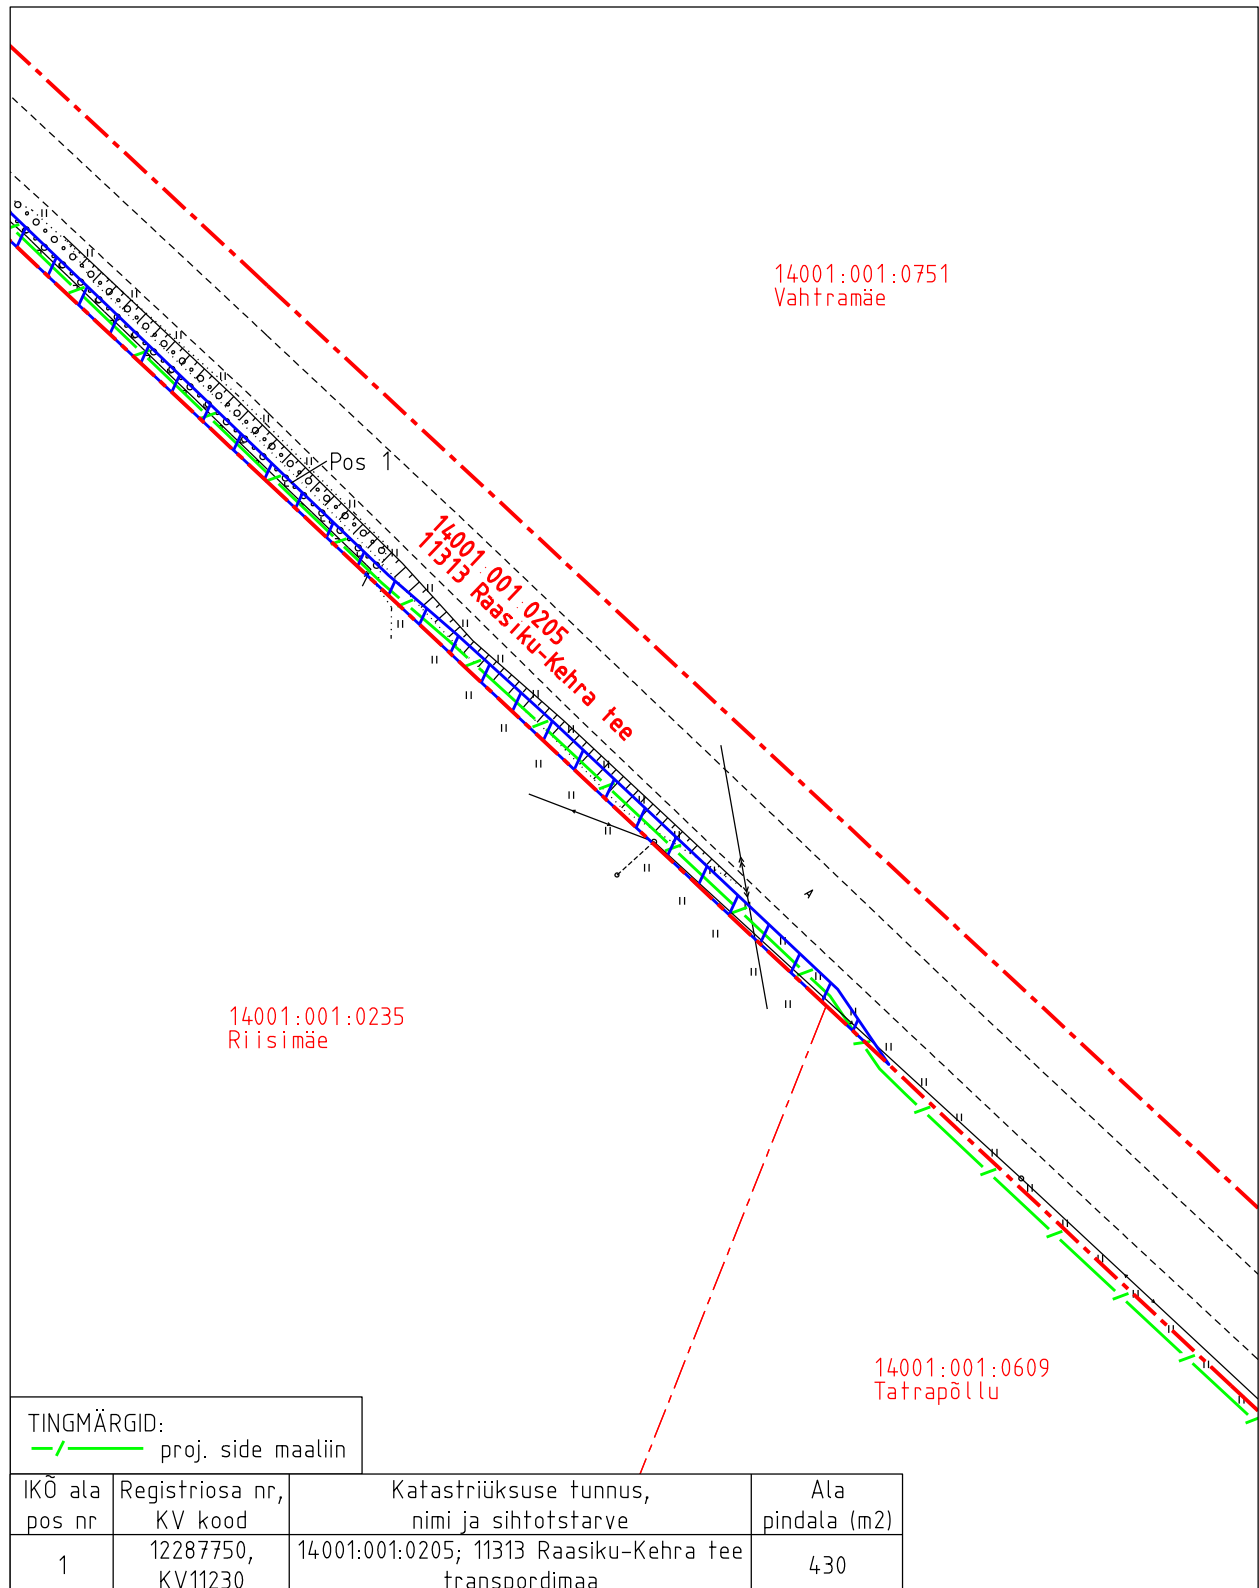 14001:001:0751
Vahtramäe
Pos 1
14001:001:0205
11313 Raasiku-Kehra tee
A
14001:001:0235
Riisimäe
14001:001:0609
Tatrapõllu
TINGMÄRGID:
proj. side maaliin
IKÕ ala pos nr
Registriosa nr, KV kood
Katastriüksuse tunnus, nimi ja sihtotstarve
Ala pindala (m2)
1
12287750, KV11230
14001:001:0205; 11313 Raasiku-Kehra tee transpordimaa
430